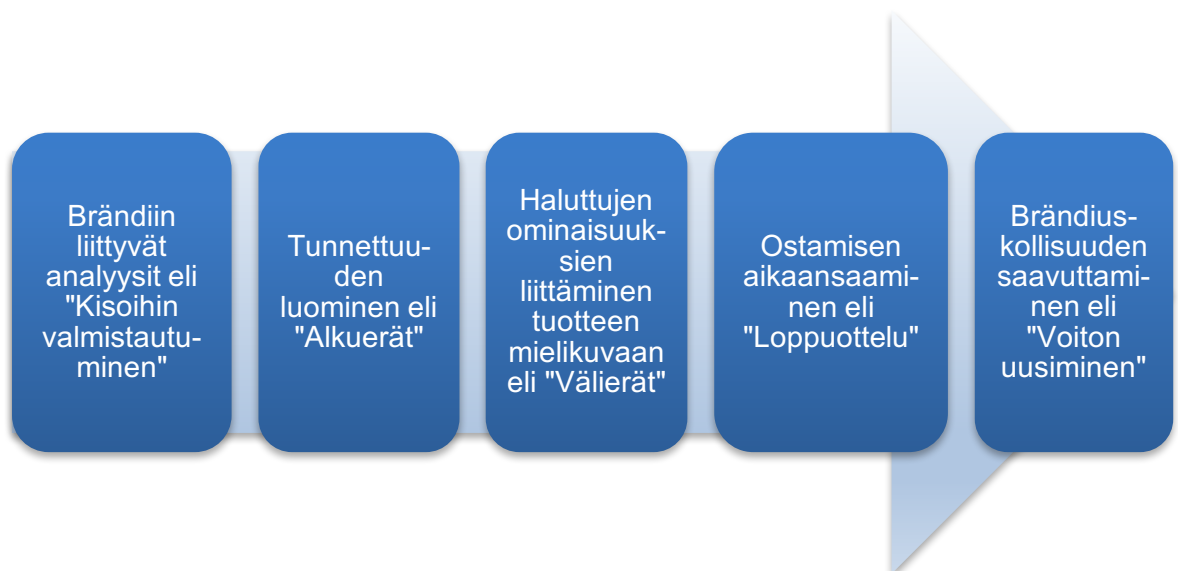 Brändiin
liittyvät
analyysit eli
"Kisoihin
valmistautu-
minen"
Tunnettuu-
den
luominen eli
"Alkuerät"
Haluttujen
ominaisuuk-
sien
liittäminen
tuotteen
mielikuvaan
eli "Välierät"
Ostamisen
aikaansaami-
nen eli
"Loppuottelu"
Brändius-
kollisuuden
saavuttami-
nen eli
"Voiton
uusiminen"